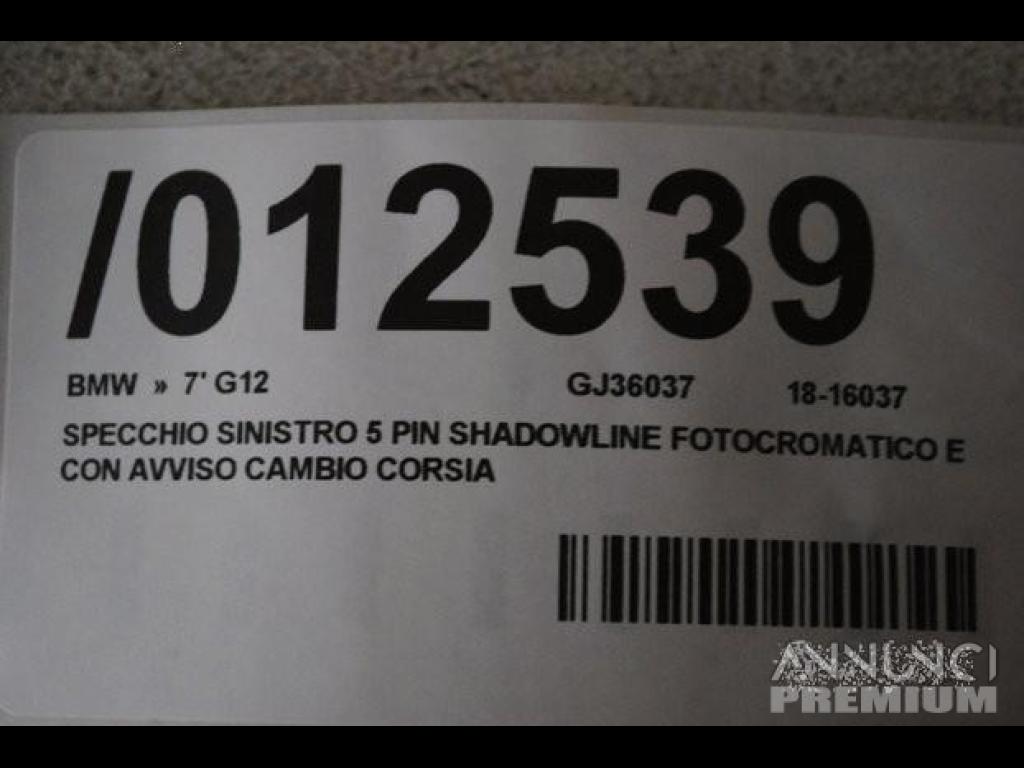 /012539
BMW » 7' G12 GJ36037 18-16037
SPECCHIO SINISTRO 5 PIN SHADOWLINE FOTOCROMATICO E
CON AVVISO CAMBIO CORSIA
ANNUNCI
PREMIUM